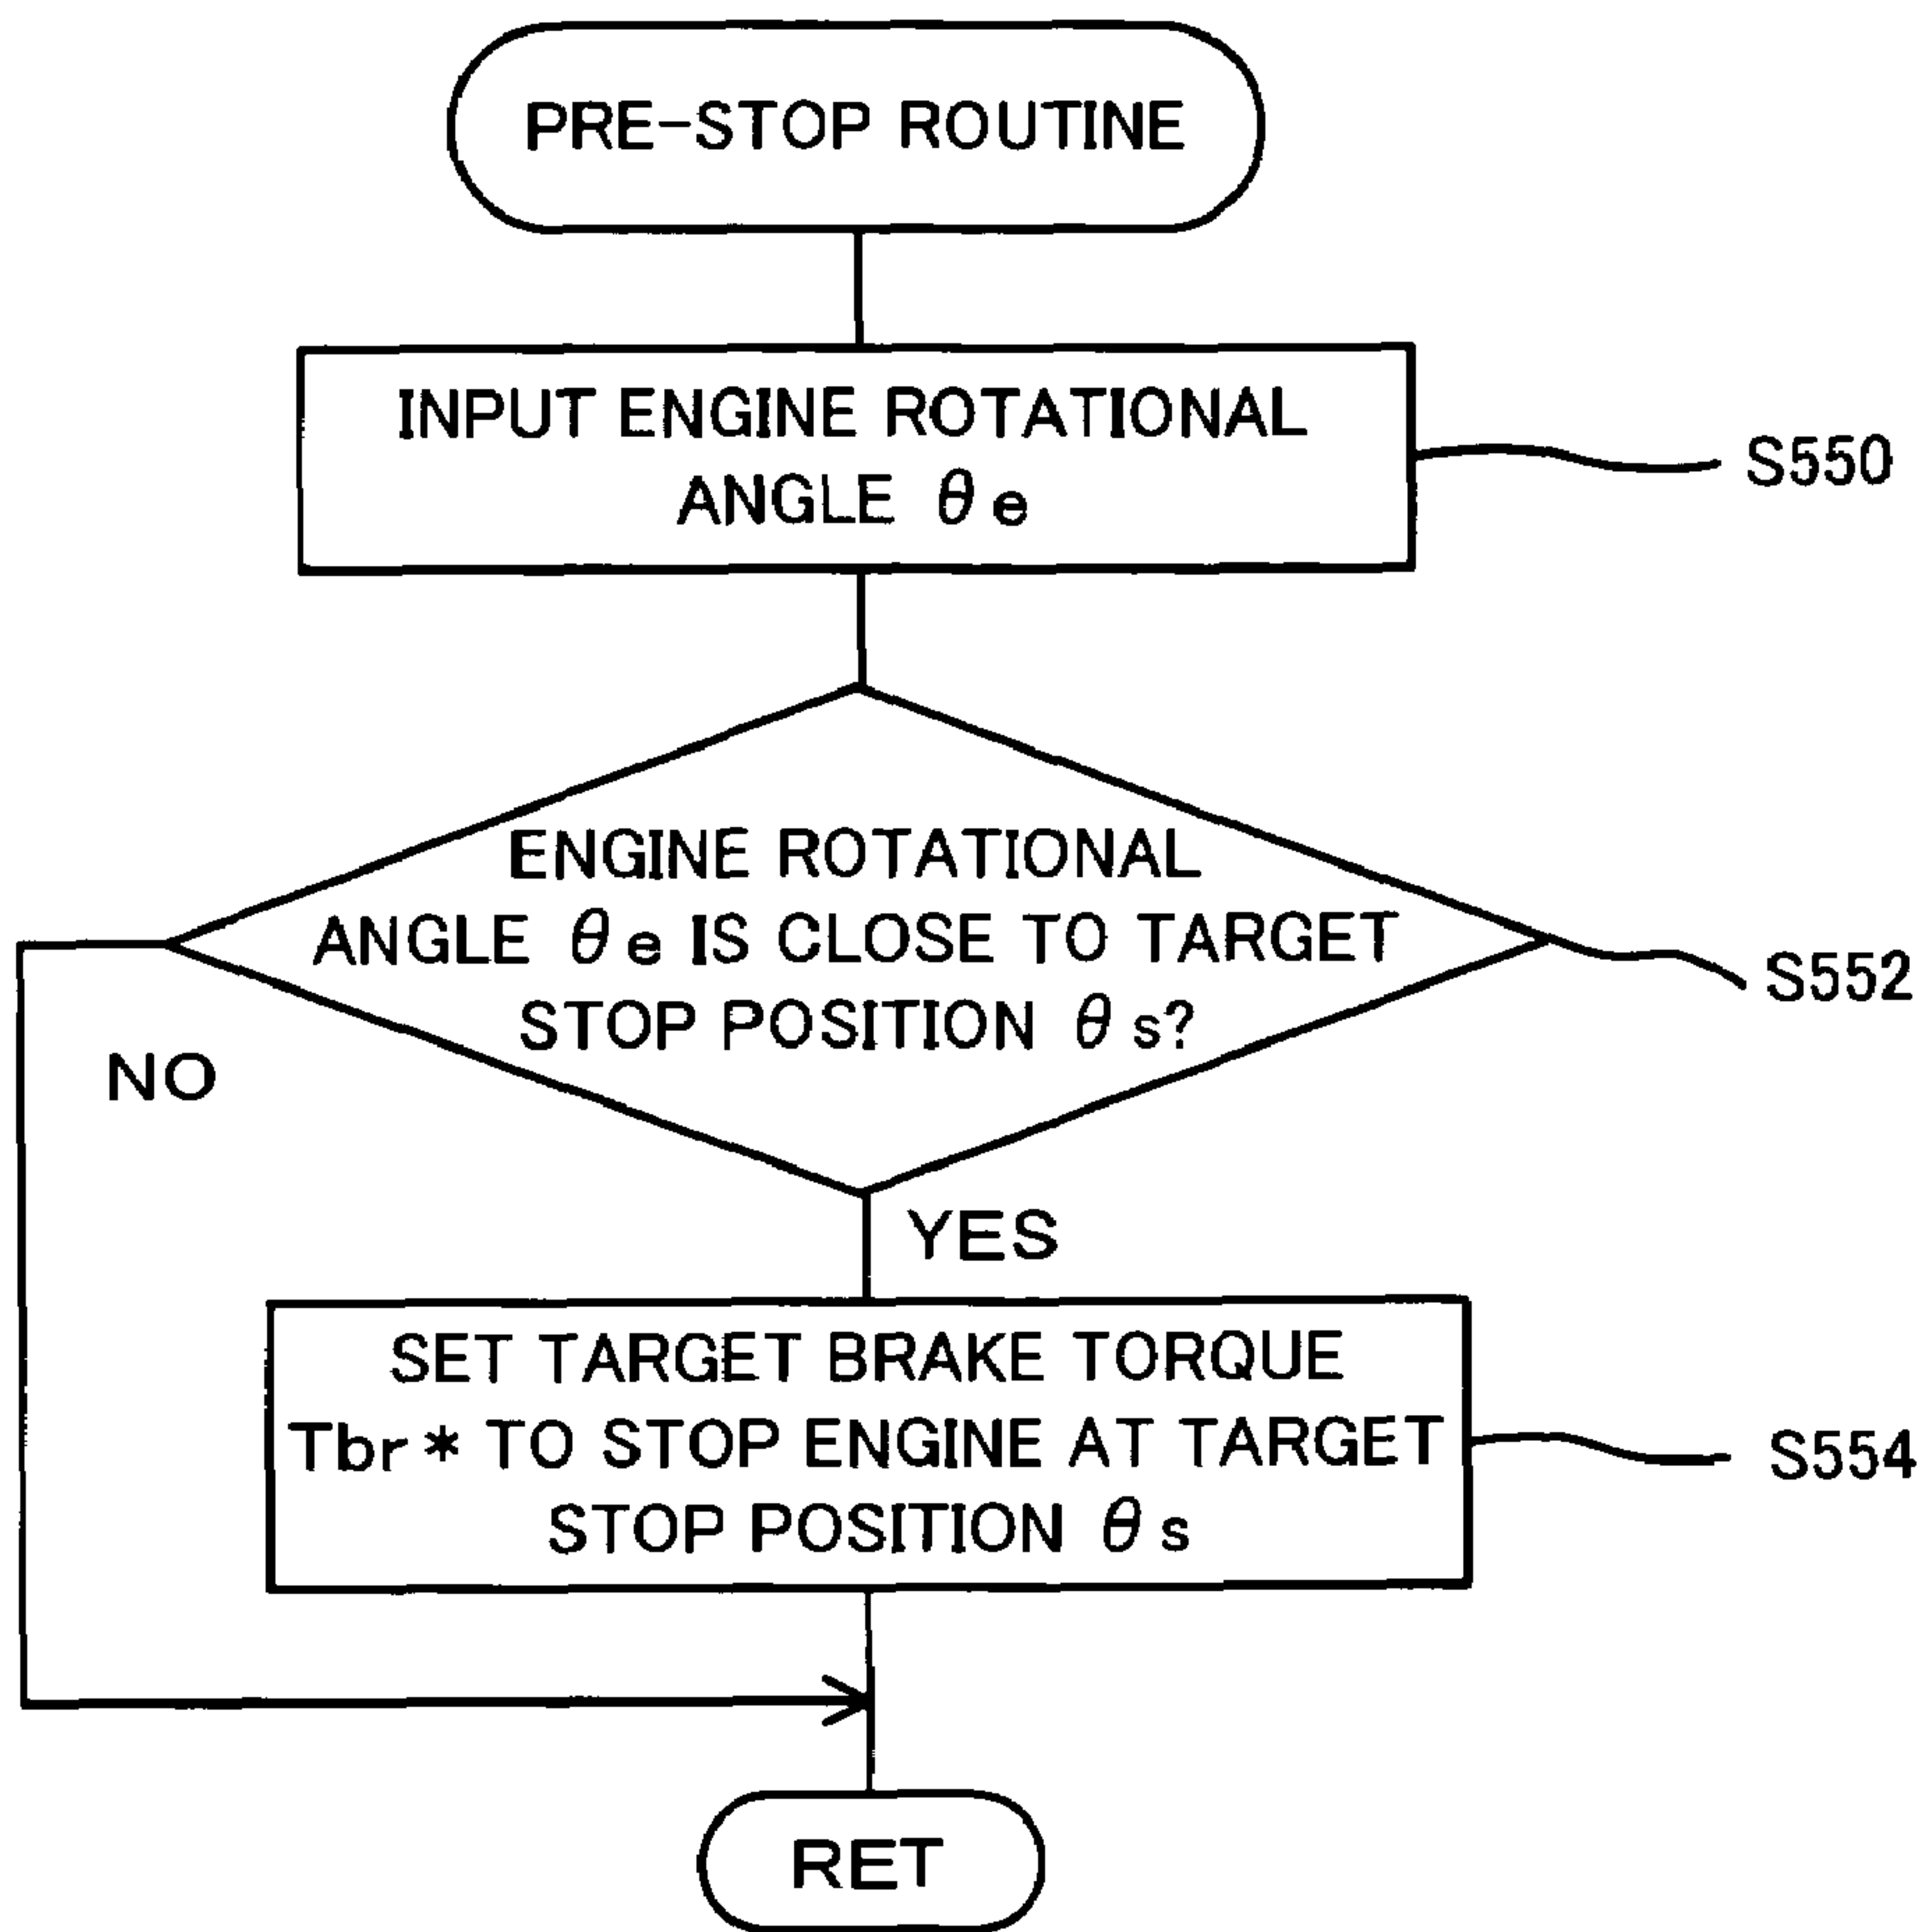 PRE-STOP ROUTINE
INPUT ENGINE ROTATIONAL
ANGLE θe
S550
ENGINE ROTATIONAL
ANGLE θe IS CLOSE TO TARGET
STOP POSITION θs?
S552
NO
YES
SET TARGET BRAKE TORQUE
Tbr* TO STOP ENGINE AT TARGET
STOP POSITION θs
S554
RET